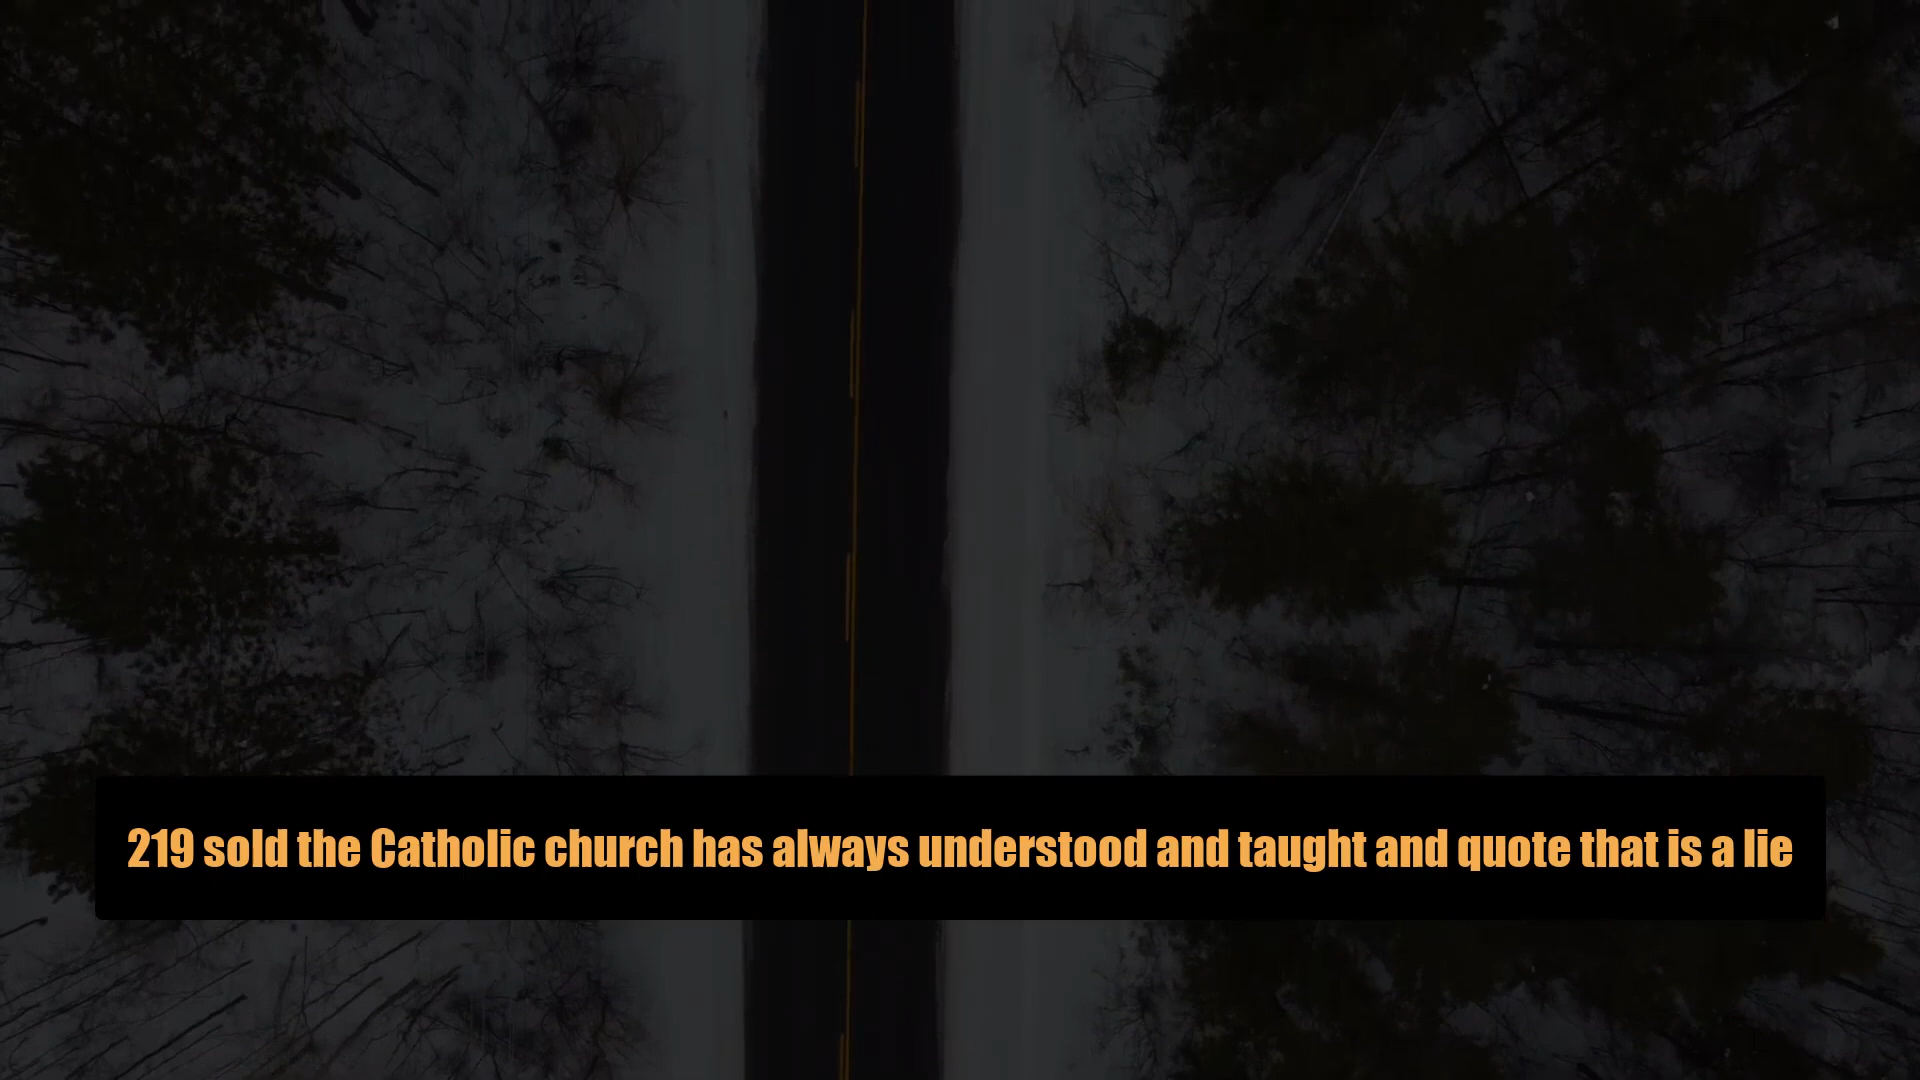 219 sold the Catholic church has always understood and taught and quote that is a lie